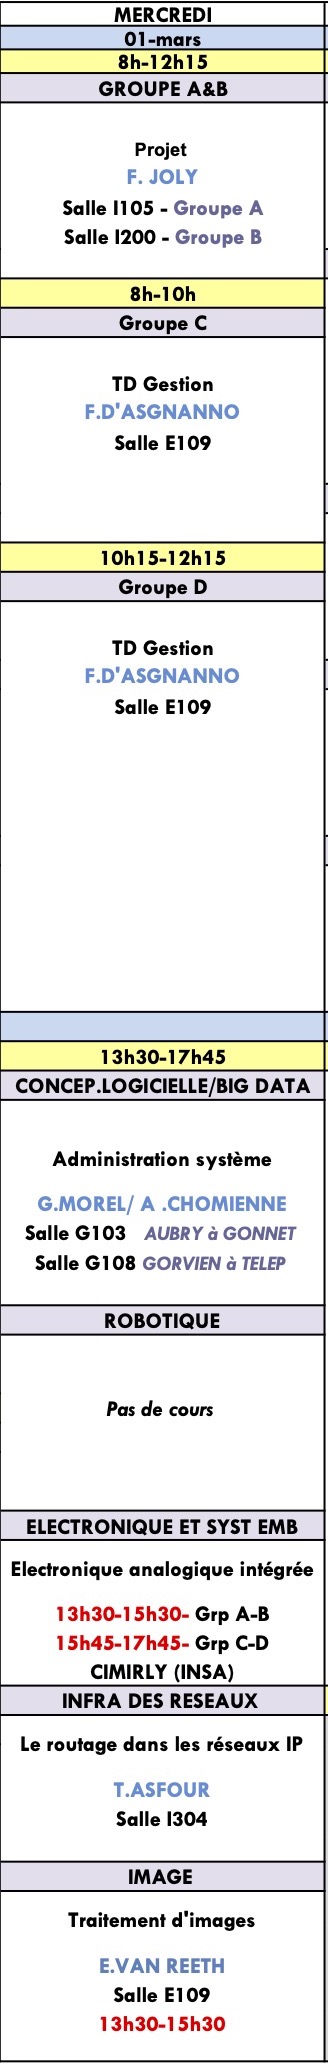 MERCREDI
01-mars
8h-12h15
GROUPE A&B
Projet
F. JOLY
Salle I105 - Groupe A
Salle I200 - Groupe B
8h-10h
Groupe C
TD Gestion
F.D'ASGNANNO
Salle E109
10h15-12h15
Groupe D
TD Gestion
F.D'ASGNANNO
Salle E109
13h30-17h45
CONCEP.LOGICIELLE/BIG DATA
Administration système
G.MOREL/ A .CHOMIENNE
Salle G103 AUBRY à GONNET
Salle G108 GORVIEN à TELEP
ROBOTIQUE
Pas de cours
ELECTRONIQUE ET SYST EMB
Electronique analogique intégrée
13h30-15h30- Grp A-B
15h45-17h45- Grp C-D
CIMIRLY (INSA)
INFRA DES RESEAUX
Le routage dans les réseaux IP
T.ASFOUR
Salle I304
IMAGE
Traitement d'images
E.VAN REETH
Salle E109
13h30-15h30